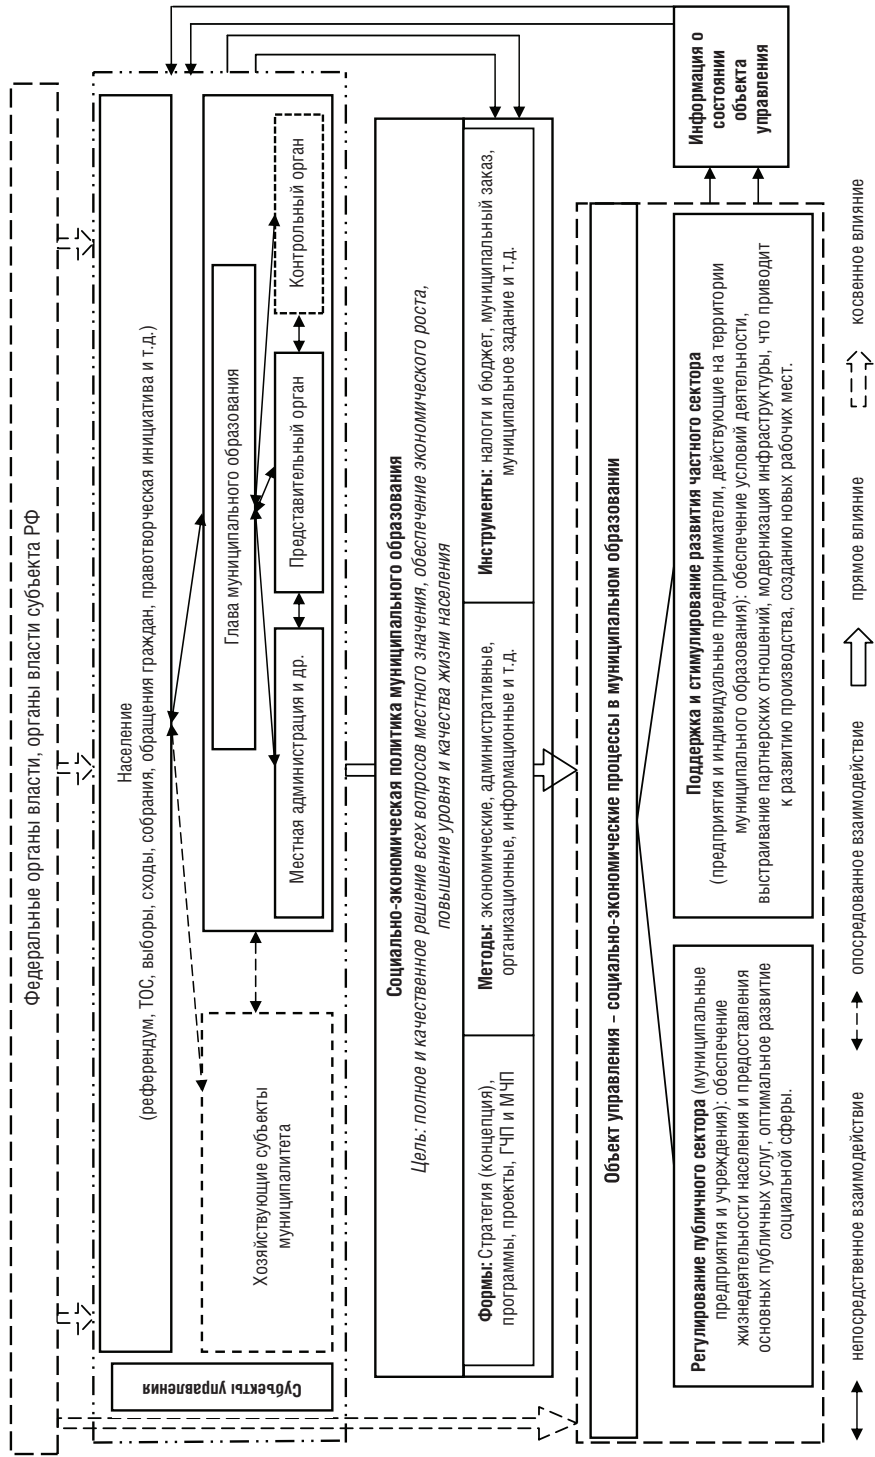 Федеральные органы власти, органы власти субъекта РФ
Субъекты управления
Население
(референдум, ТОС, выборы, сходы, собрания, обращения граждан, правотворческая инициатива и т.д.)
Хозяйствующие субъекты
муниципалитета
Глава муниципального образования
Местная администрация и др.
Представительный орган
Контрольный орган
Социально-экономическая политика муниципального образования
Цель: полное и качественное решение всех вопросов местного значения, обеспечение экономического роста,
повышение уровня и качества жизни населения
Формы: Стратегия (концепция),
программы, проекты, ГЧП и МЧП
Методы: экономические, административные,
организационные, информационные и т.д.
Инструменты: налоги и бюджет, муниципальный заказ,
муниципальное задание и т.д.
Объект управления – социально-экономические процессы в муниципальном образовании
Регулирование публичного сектора (муниципальные
предприятия и учреждения): обеспечение
жизнедеятельности населения и предоставления
основных публичных услуг, оптимальное развитие
социальной сферы.
Поддержка и стимулирование развития частного сектора
(предприятия и индивидуальные предприниматели, действующие на территории
муниципального образования): обеспечение условий деятельности,
выстраивание партнерских отношений, модернизация инфраструктуры, что приводит
к развитию производства, созданию новых рабочих мест.
Информация о
состоянии
объекта
управления
непосредственное взаимодействие
опосредованное взаимодействие
прямое влияние
косвенное влияние